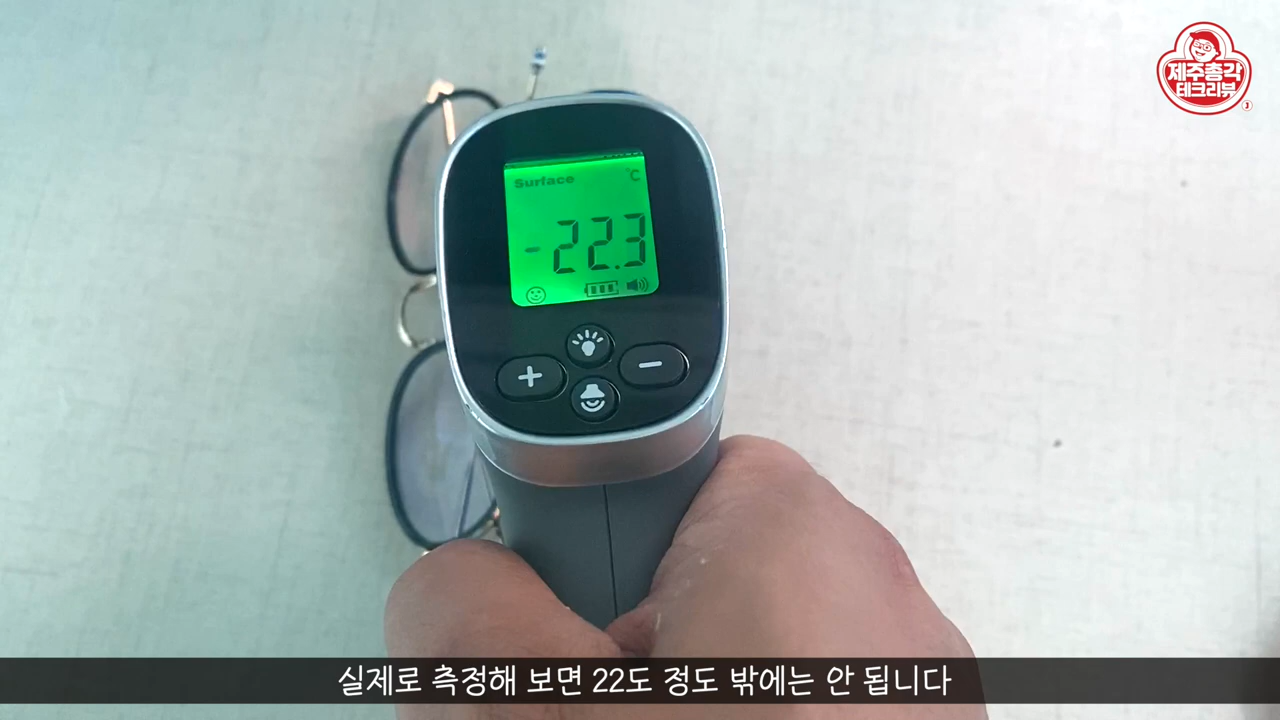 제주총각
테크리뷰
Surface ℃
-22.3
실제로 측정해 보면 22도 정도 밖에는 안 됩니다